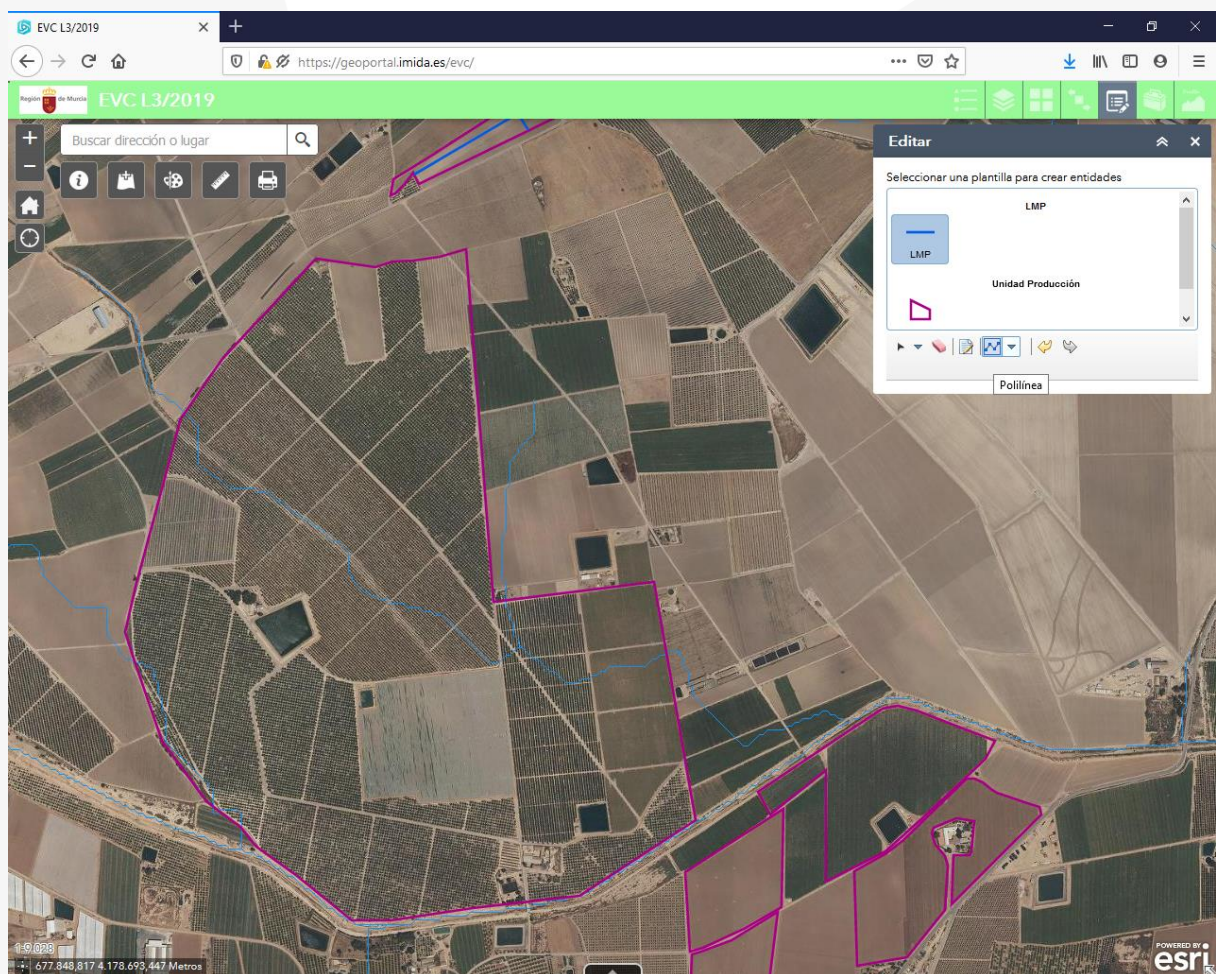 EVC L3/2019
https://geoportal.imida.es/evc/
Región de Murcia
EVC L3/2019
Buscar dirección o lugar
Editar
Seleccionar una plantilla para crear entidades
LMP
LMP
Unidad Producción
Polilínea
1:9.028
677.848,817 4.178.693,447 Metros
POWERED BY
esri